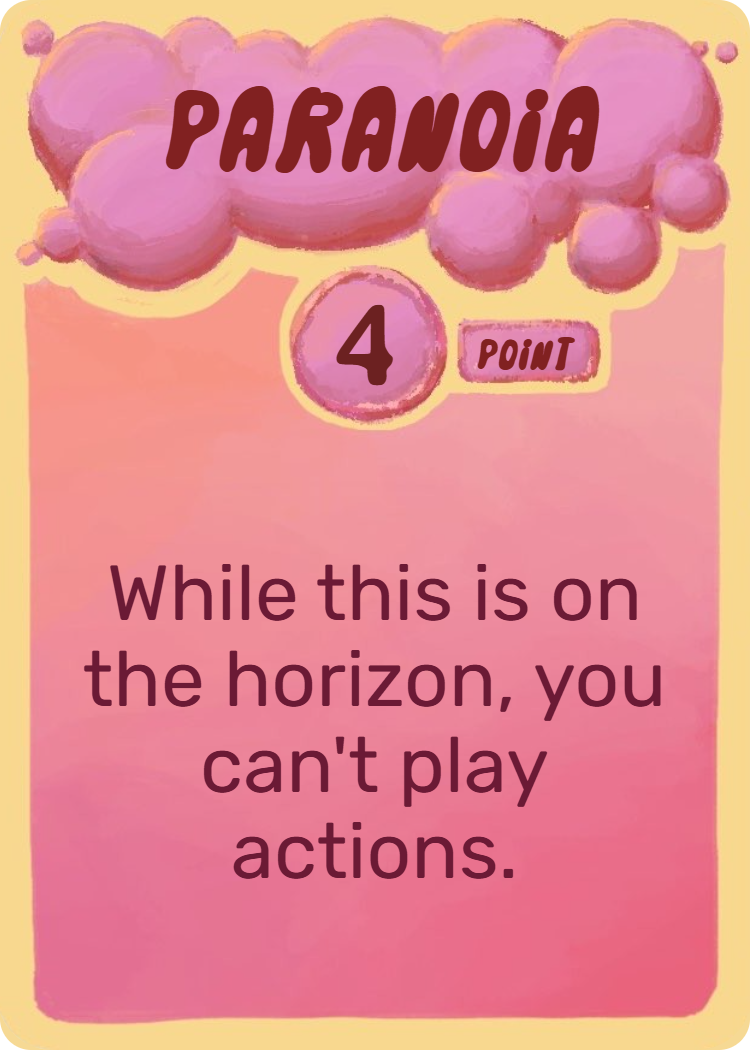 PARANOiA
4
POiNT
While this is on
the horizon, you
can't play
actions.